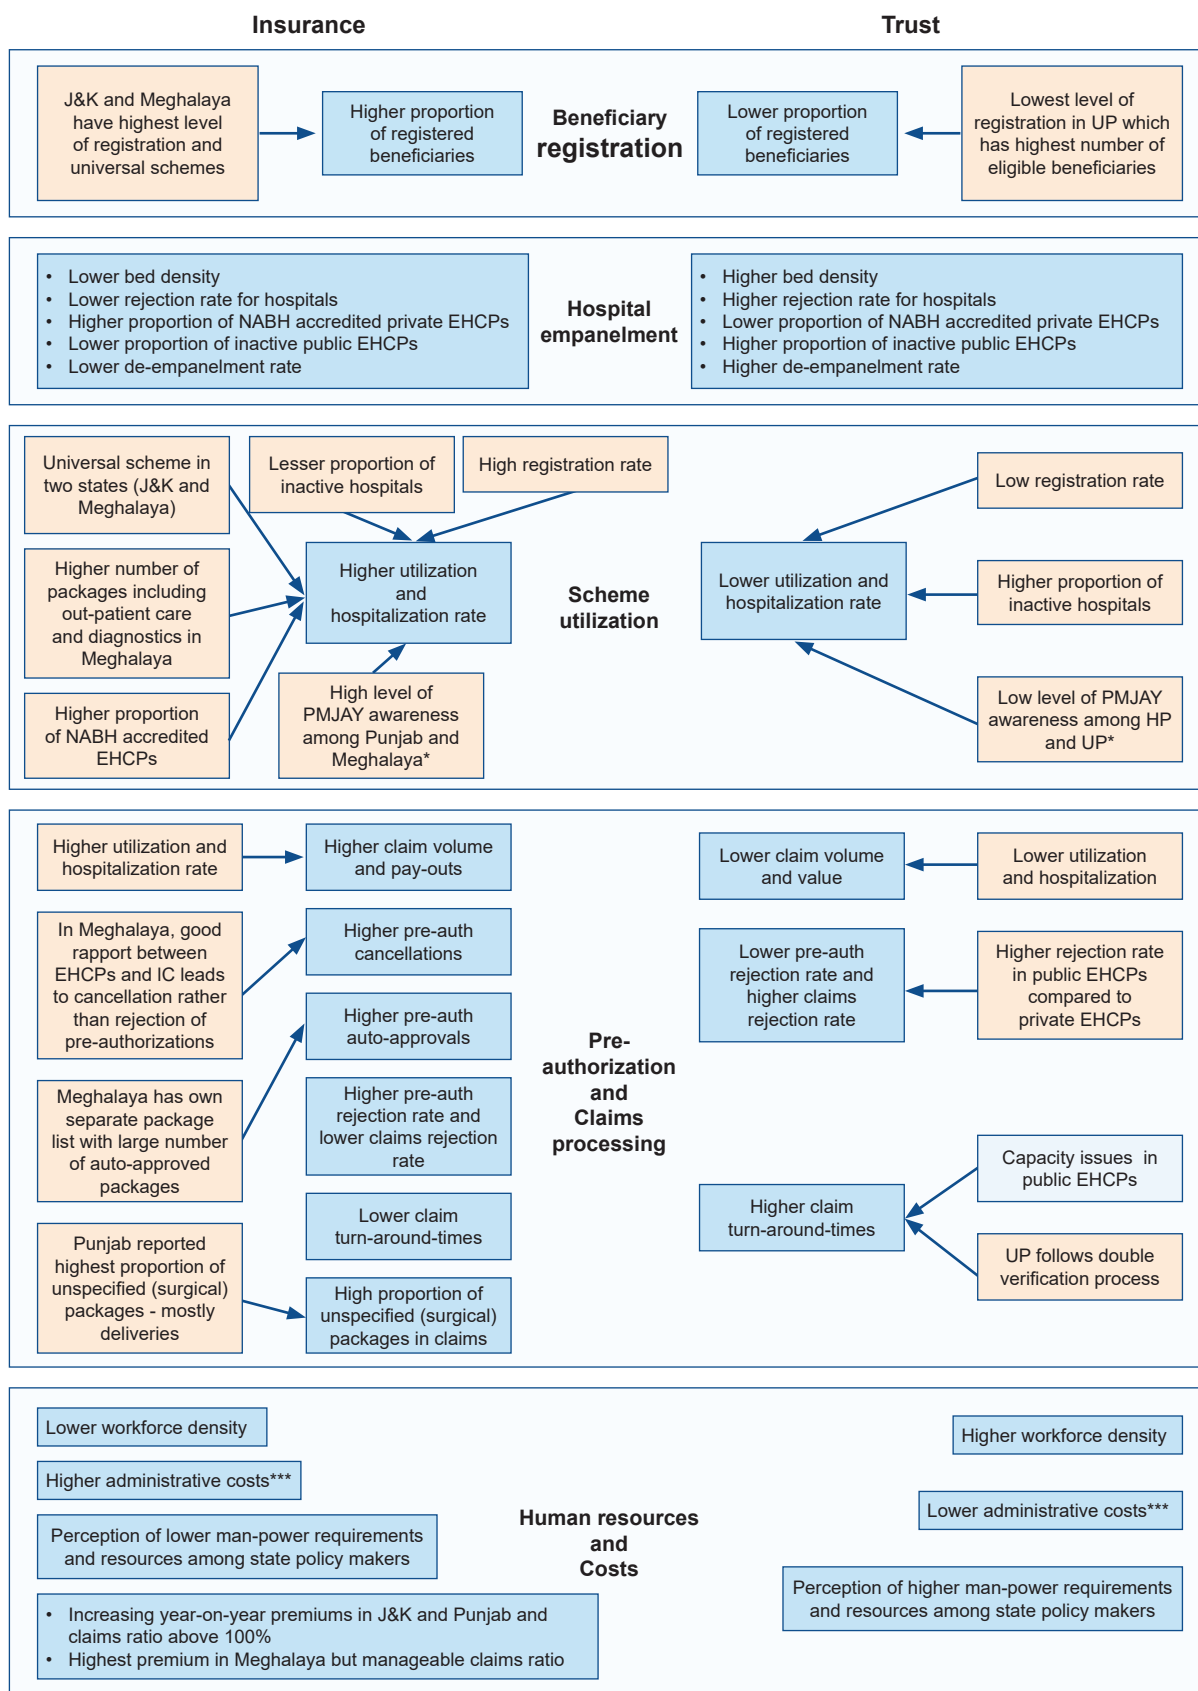 Insurance
Trust
J&K and Meghalaya
have highest level
of registration and
universal schemes
Higher proportion
of registered
beneficiaries
Beneficiary
registration
Lower proportion
of registered
beneficiaries
Lowest level of
registration in UP which
has highest number of
eligible beneficiaries
• Lower bed density
• Lower rejection rate for hospitals
• Higher proportion of NABH accredited private EHCPs
• Lower proportion of inactive public EHCPs
• Lower de-empanelment rate
Hospital
empanelment
• Higher bed density
• Higher rejection rate for hospitals
• Lower proportion of NABH accredited private EHCPs
• Higher proportion of inactive public EHCPs
• Higher de-empanelment rate
Universal scheme in
two states (J&K and
Meghalaya)
Lesser proportion of
inactive hospitals
High registration rate
Higher number of
packages including
out-patient care
and diagnostics in
Meghalaya
Higher utilization
and
hospitalization rate
Higher proportion
of NABH accredited
EHCPs
High level of
PMJAY awareness
among Punjab and
Meghalaya*
Scheme
utilization
Low registration rate
Lower utilization and
hospitalization rate
Higher proportion of
inactive hospitals
Low level of PMJAY
awareness among HP
and UP*
Higher utilization and
hospitalization rate
Higher claim volume
and pay-outs
In Meghalaya, good
rapport between
EHCPs and IC leads
to cancellation rather
than rejection of
pre-authorizations
Higher pre-auth
cancellations
Higher pre-auth
auto-approvals
Meghalaya has own
separate package
list with large number
of auto-approved
packages
Higher pre-auth
rejection rate and
lower claims rejection
rate
Lower claim
turn-around-times
Punjab reported
highest proportion of
unspecified (surgical)
packages - mostly
deliveries
High proportion of
unspecified (surgical)
packages in claims
Pre-
authorization
and
Claims
processing
Lower claim volume
and value
Lower utilization
and hospitalization
Lower pre-auth
rejection rate and
higher claims
rejection rate
Higher rejection rate
in public EHCPs
compared to
private EHCPs
Higher claim
turn-around-times
Capacity issues in
public EHCPs
UP follows double
verification process
Lower workforce density
Higher administrative costs***
Perception of lower man-power requirements
and resources among state policy makers
• Increasing year-on-year premiums in J&K and Punjab and
claims ratio above 100%
• Highest premium in Meghalaya but manageable claims ratio
Human resources
and
Costs
Higher workforce density
Lower administrative costs***
Perception of higher man-power requirements
and resources among state policy makers